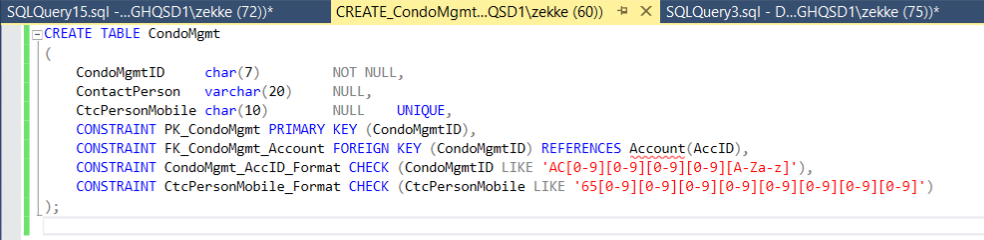 SQLQuery15.sql -...GHQSD1\zekke (72))* CREATE_CondoMgmt...QSD1\zekke (60)) SQLQuery3.sql - D...GHQSD1\zekke (75))*
CREATE TABLE CondoMgmt
(
CondoMgmtID char(7) NOT NULL,
ContactPerson varchar(20) NULL,
CtcPersonMobile char(10) NULL UNIQUE,
CONSTRAINT PK_CondoMgmt PRIMARY KEY (CondoMgmtID),
CONSTRAINT FK_CondoMgmt_Account FOREIGN KEY (CondoMgmtID) REFERENCES Account(AccID),
CONSTRAINT CondoMgmt_AccID_Format CHECK (CondoMgmtID LIKE 'AC[0-9][0-9][0-9][0-9][A-Za-z]'),
CONSTRAINT CtcPersonMobile_Format CHECK (CtcPersonMobile LIKE '65[0-9][0-9][0-9][0-9][0-9][0-9][0-9][0-9]')
);